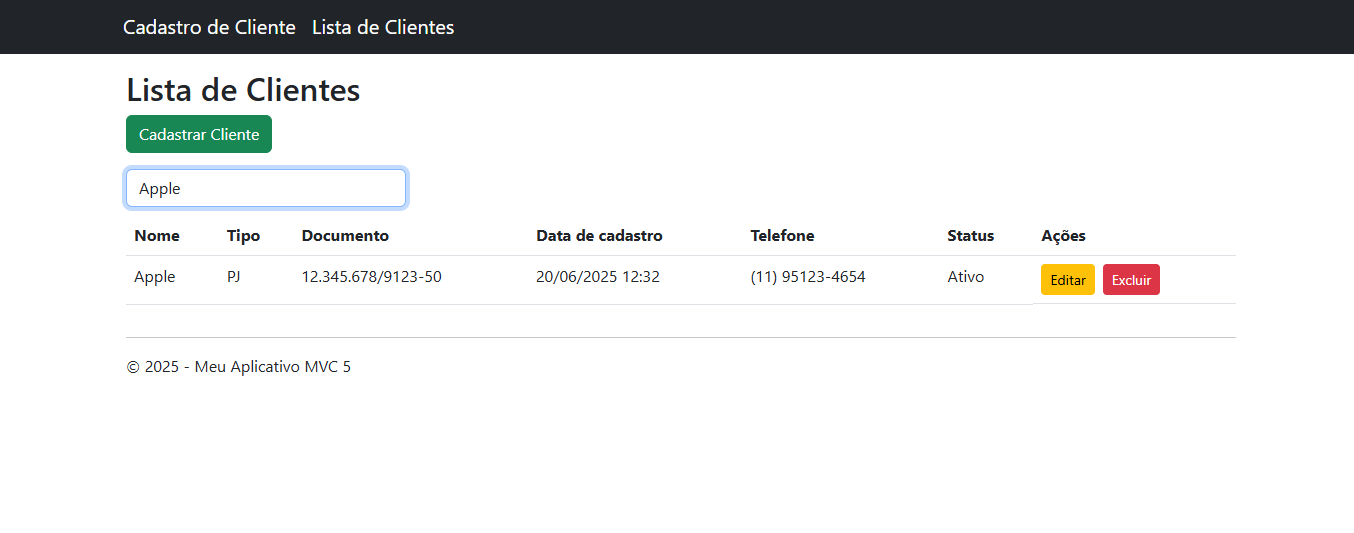 Cadastro de Cliente Lista de Clientes
Lista de Clientes
Cadastrar Cliente
Apple
Nome Tipo Documento Data de cadastro Telefone Status Ações
Apple PJ 12.345.678/9123-50 20/06/2025 12:32 (11) 95123-4654 Ativo Editar Excluir
© 2025 - Meu Aplicativo MVC 5